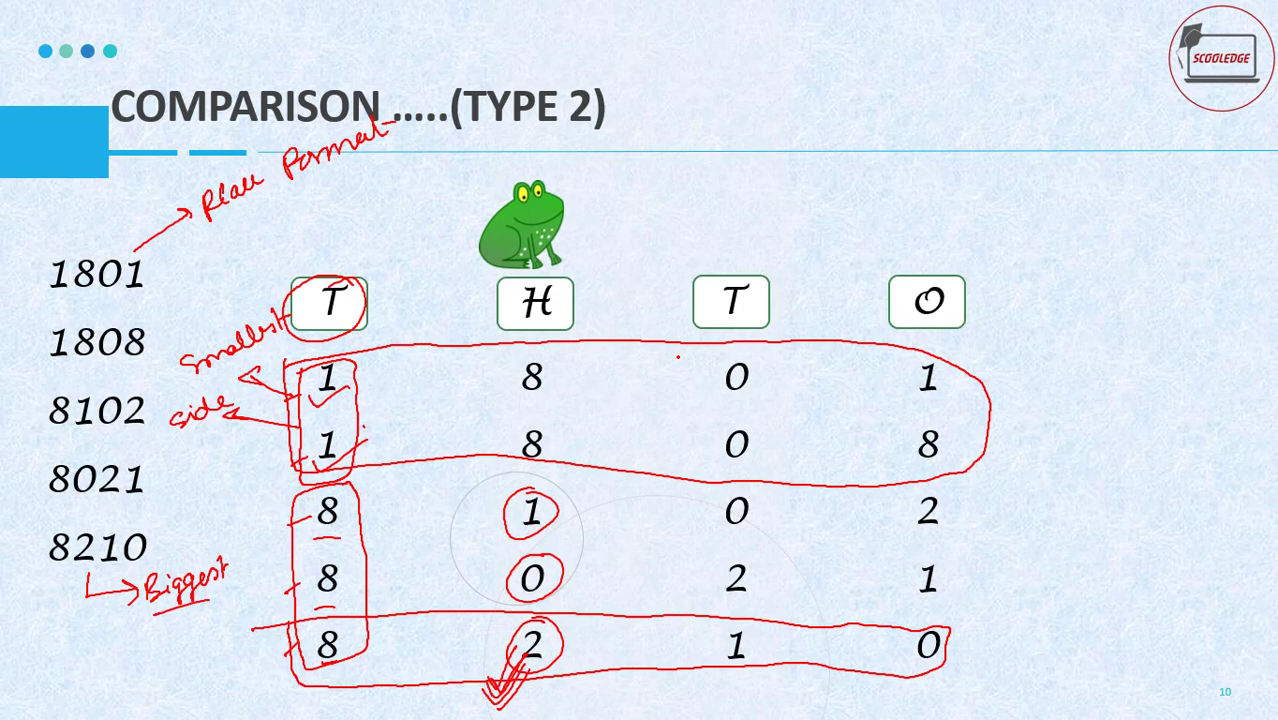 SCOOLEDGE
COMPARISON …..(TYPE 2)
Place Format
1801
1808
8102
8021
8210
Biggest
Smallest
side
T H T O
1 8 0 1
1 8 0 8
8 1 0 2
8 0 2 1
8 2 1 0
10